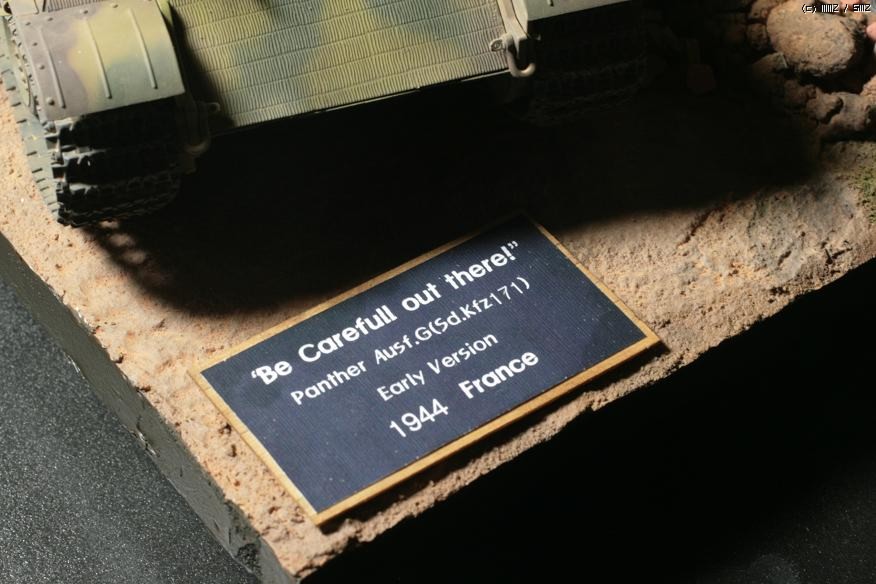 "Be Carefull out there!"
Panther Ausf.G(Sd.Kfz171)
Early Version
1944 France